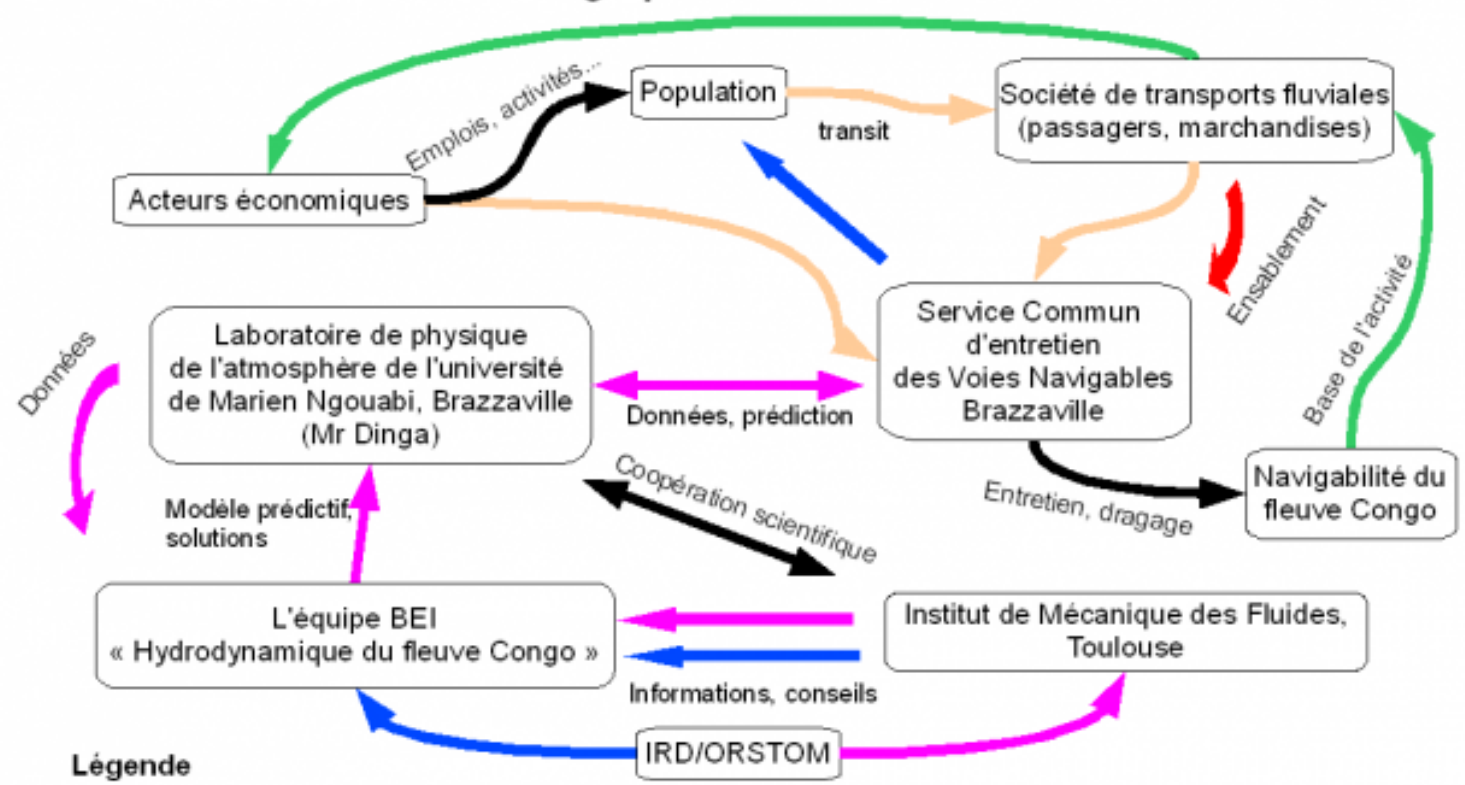 Emplois, activités...
Population
transit
Société de transports fluviales
(passagers, marchandises)
Acteurs économiques
Ensablement
Base de l'activité
Service Commun
d'entretien
des Voies Navigables
Brazzaville
Laboratoire de physique
de l'atmosphère de l'université
de Marien Ngouabi, Brazzaville
(Mr Dinga)
Données
Données, prédiction
Coopération scientifique
Entretien, dragage
Navigabilité du
fleuve Congo
Modèle prédictif,
solutions
L'équipe BEI
« Hydrodynamique du fleuve Congo »
Institut de Mécanique des Fluides,
Toulouse
Informations, conseils
IRD/ORSTOM
Légende